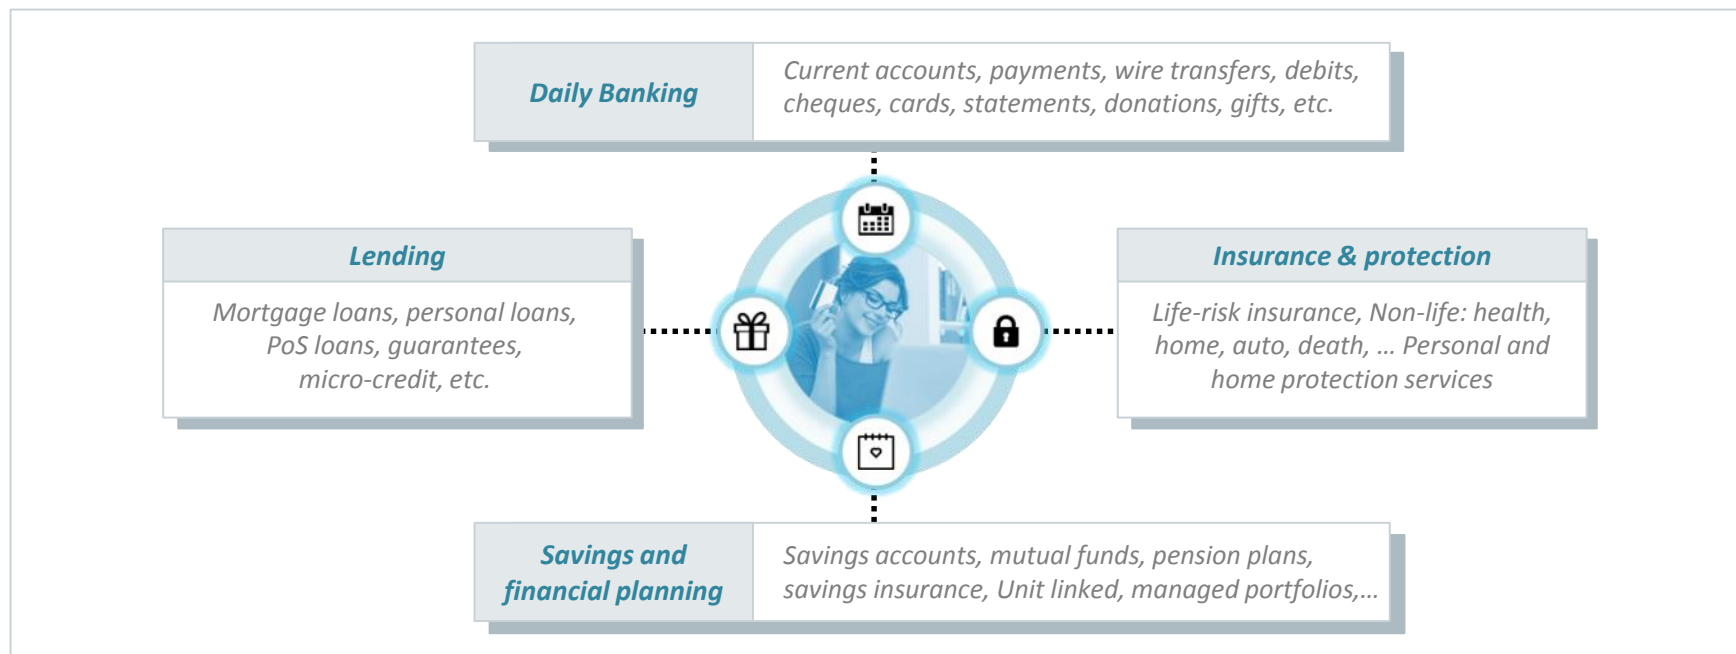 Daily Banking
Current accounts, payments, wire transfers, debits,
cheques, cards, statements, donations, gifts, etc.
Lending
Mortgage loans, personal loans,
PoS loans, guarantees,
micro-credit, etc.
Insurance & protection
Life-risk insurance, Non-life: health,
home, auto, death, … Personal and
home protection services
Savings and
financial planning
Savings accounts, mutual funds, pension plans,
savings insurance, Unit linked, managed portfolios,…